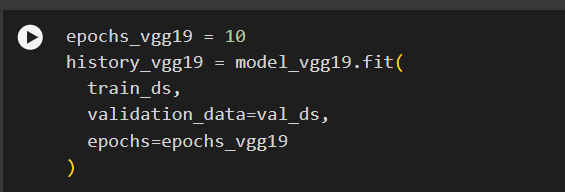 epochs_vgg19 = 10
history_vgg19 = model_vgg19.fit(
  train_ds,
  validation_data=val_ds,
  epochs=epochs_vgg19
)